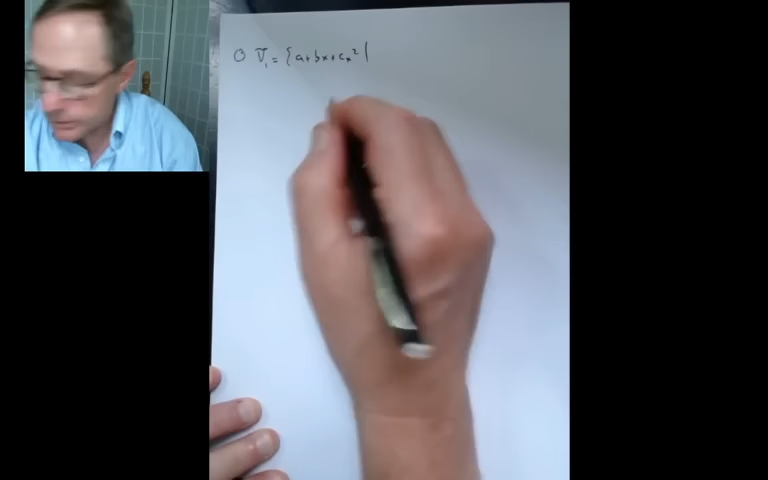 ① V₁ = {a+bx+cx² |